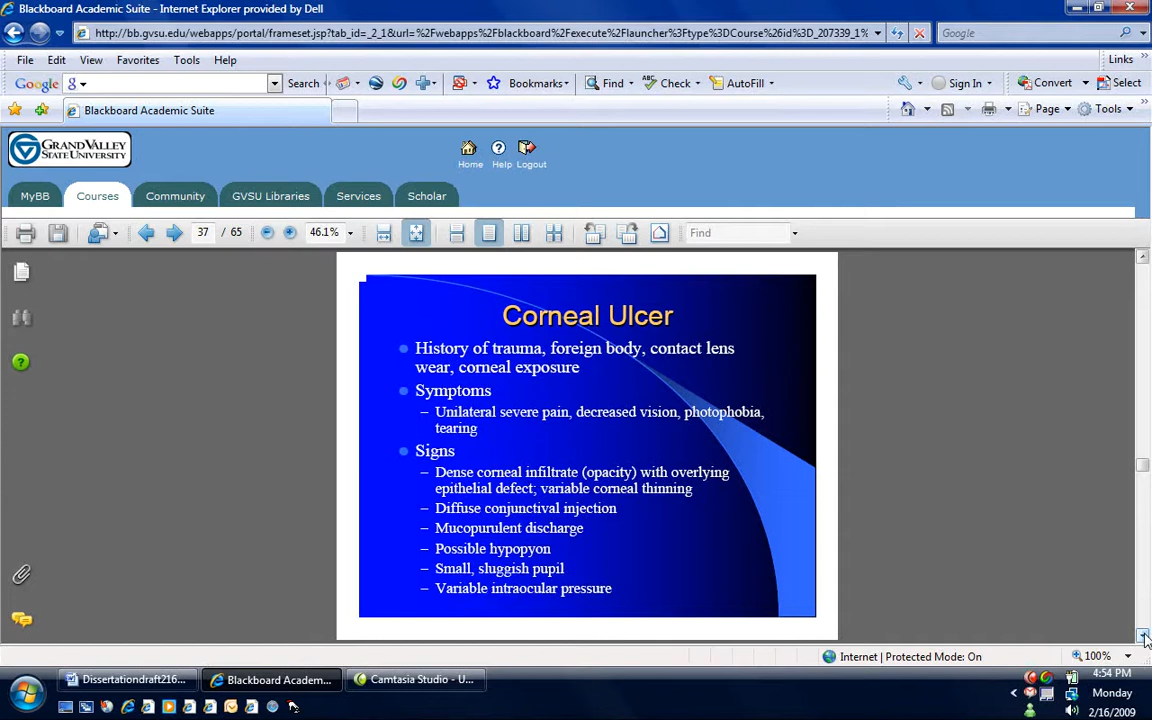 Blackboard Academic Suite - Internet Explorer provided by Dell
http://bb.gvsu.edu/webapps/portal/frameset.jsp?tab_id=_2_1&url=%2Fwebapps%2Fblackboard%2Fexecute%2Flauncher%3Ftype%3DCourse%26id%3D_207339_1%
Google
File Edit View Favorites Tools Help
Links
Google
Search
Bookmarks
Find
Check
AutoFill
Sign In
Convert
Select
Blackboard Academic Suite
Page
Tools
GRAND VALLEY
STATE UNIVERSITY
Home Help Logout
MyBB Courses Community GVSU Libraries Services Scholar
37 / 65
46.1%
Find
Corneal Ulcer
History of trauma, foreign body, contact lens
wear, corneal exposure
Symptoms
– Unilateral severe pain, decreased vision, photophobia,
tearing
Signs
– Dense corneal infiltrate (opacity) with overlying
epithelial defect; variable corneal thinning
– Diffuse conjunctival injection
– Mucopurulent discharge
– Possible hypopyon
– Small, sluggish pupil
– Variable intraocular pressure
Internet | Protected Mode: On
100%
Dissertationdraft216...
Blackboard Academ...
Camtasia Studio - U...
4:54 PM
Monday
2/16/2009